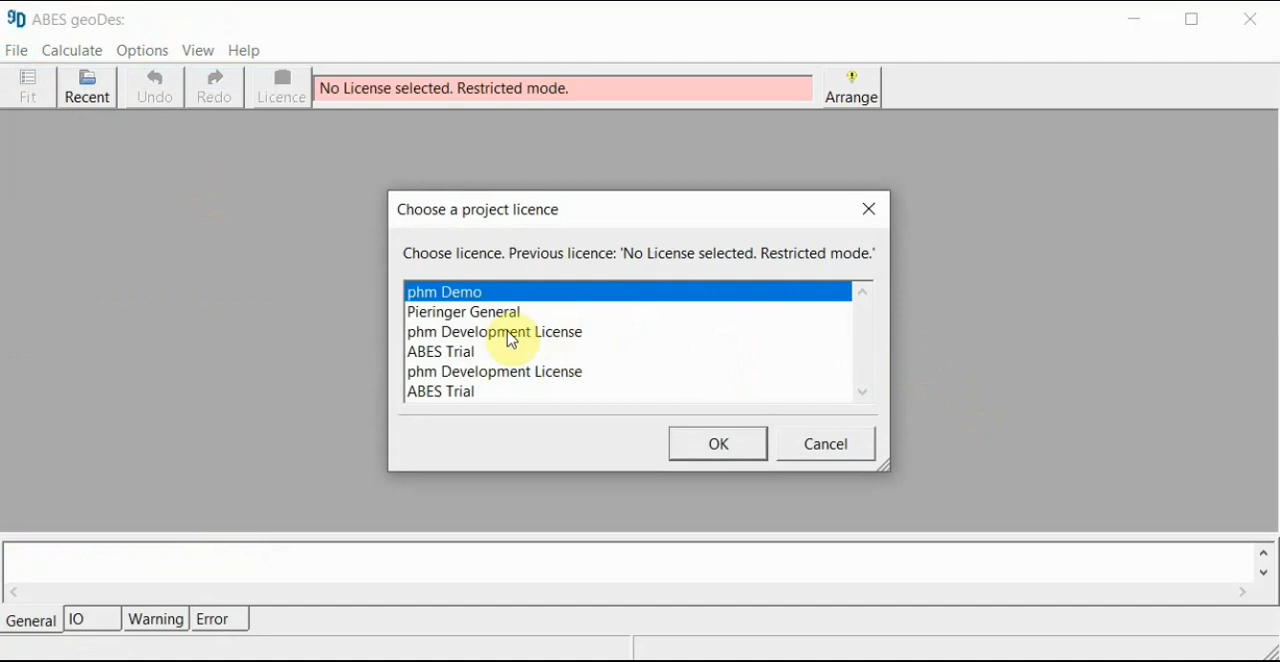 gD ABES geoDes:
File Calculate Options View Help
Fit Recent Undo Redo Licence No License selected. Restricted mode. Arrange
Choose a project licence
Choose licence. Previous licence: 'No License selected. Restricted mode.'
phm Demo
Pieringer General
phm Development License
ABES Trial
phm Development License
ABES Trial
OK Cancel
General IO Warning Error